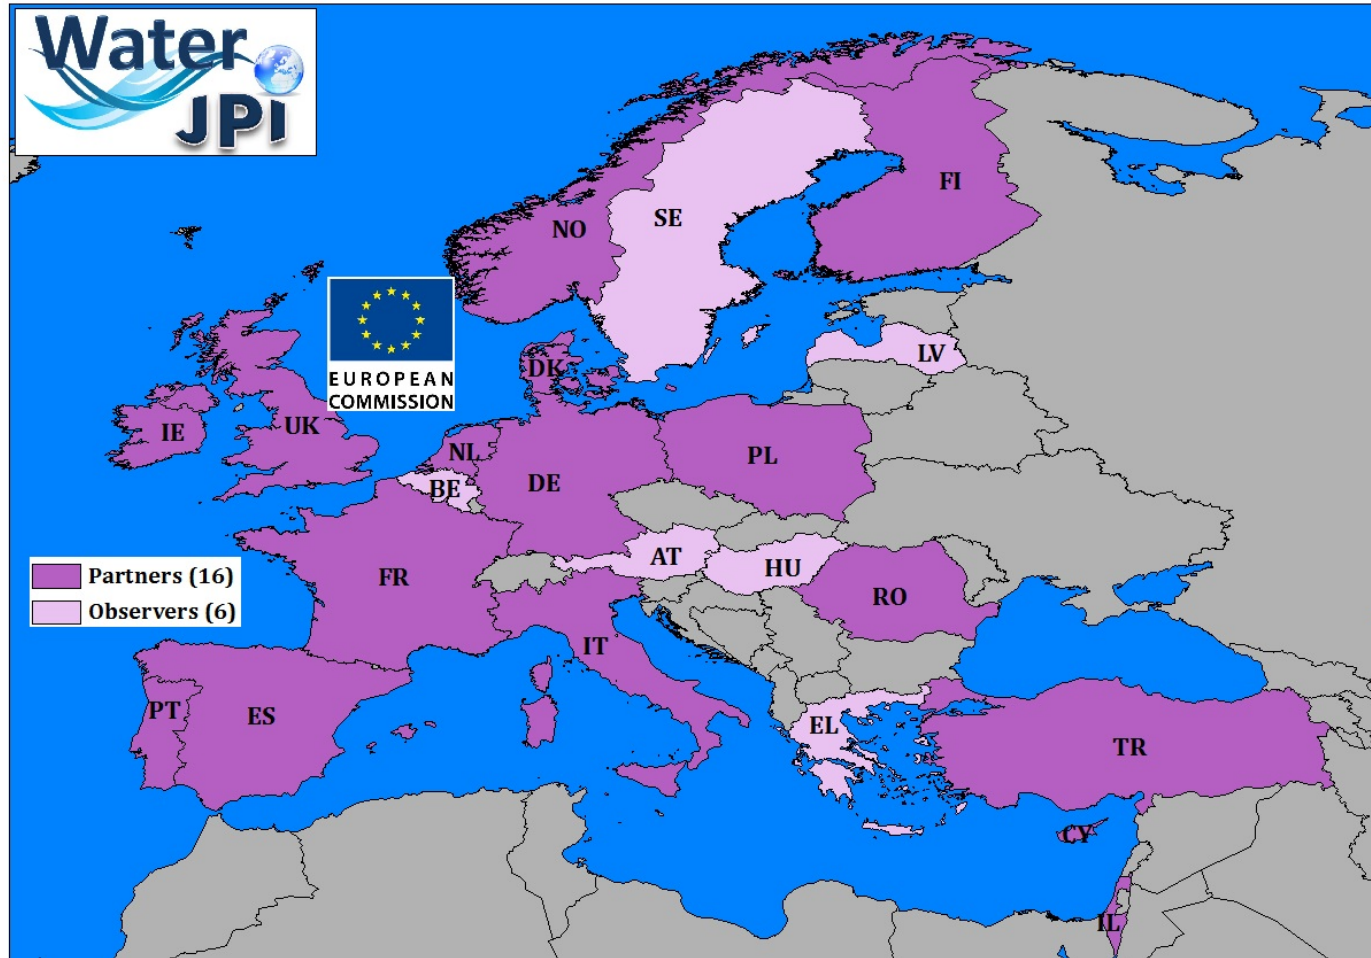 Water
JPI
FI
SE
NO
EUROPEAN
COMMISSION
LV
DK
IE
UK
NL
PL
BE
DE
AT
HU
FR
RO
Partners (16)
Observers (6)
IT
PT
ES
EL
TR
CY
IL